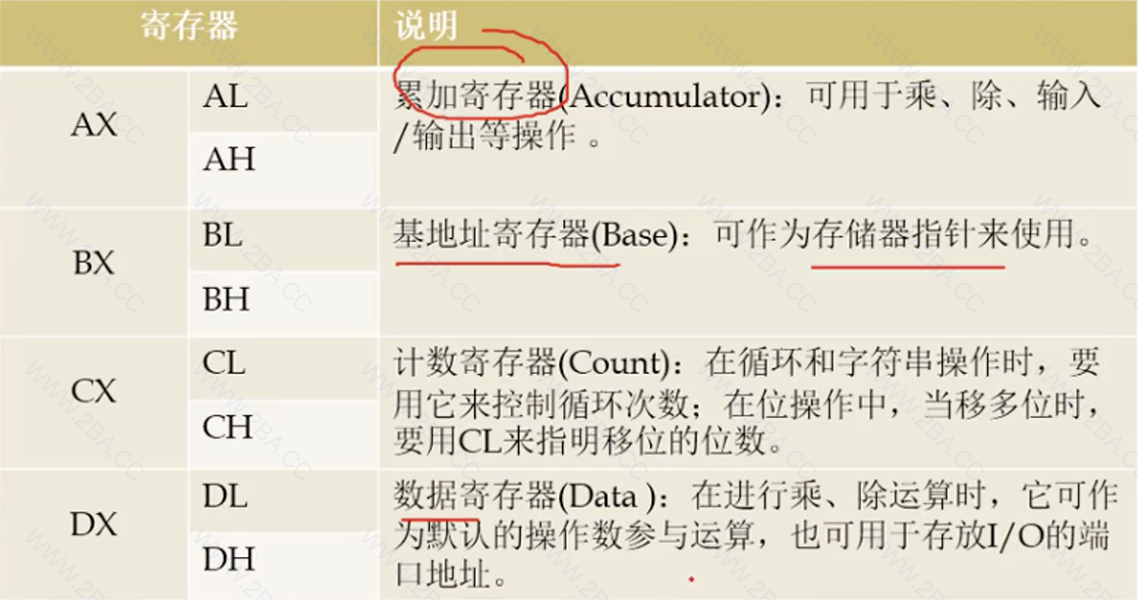 寄存器 说明
AX
AL
AH
累加寄存器(Accumulator)：可用于乘、除、输入
/输出等操作 。
BX
BL
BH
基地址寄存器(Base)：可作为存储器指针来使用。
CX
CL
CH
计数寄存器(Count)：在循环和字符串操作时，要
用它来控制循环次数；在位操作中，当移多位时，
要用CL来指明移位的位数。
DX
DL
DH
数据寄存器(Data )：在进行乘、除运算时，它可作
为默认的操作数参与运算，也可用于存放I/O的端
口地址。
WWW.2BA.CC